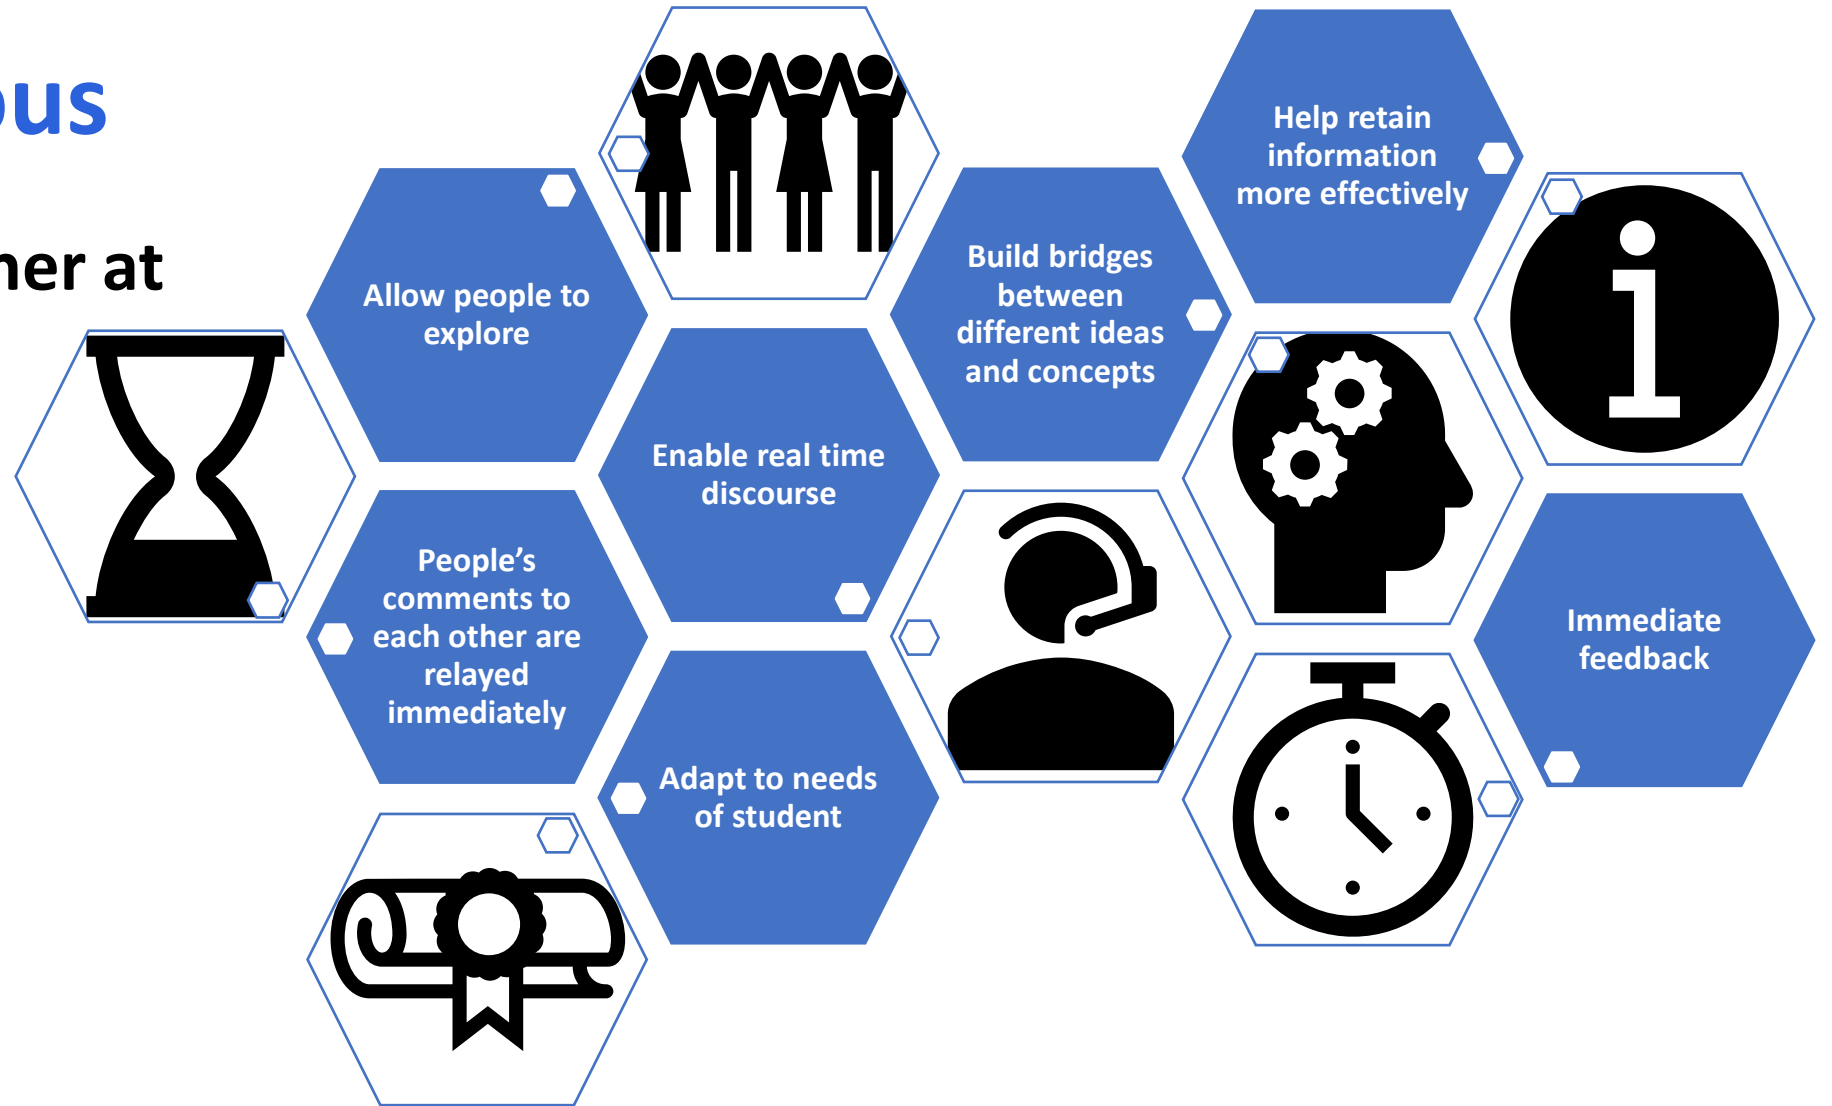 ous
her at
Allow people to
explore
People’s
comments to
each other are
relayed
immediately
Enable real time
discourse
Adapt to needs
of student
Build bridges
between
different ideas
and concepts
Help retain
information
more effectively
Immediate
feedback